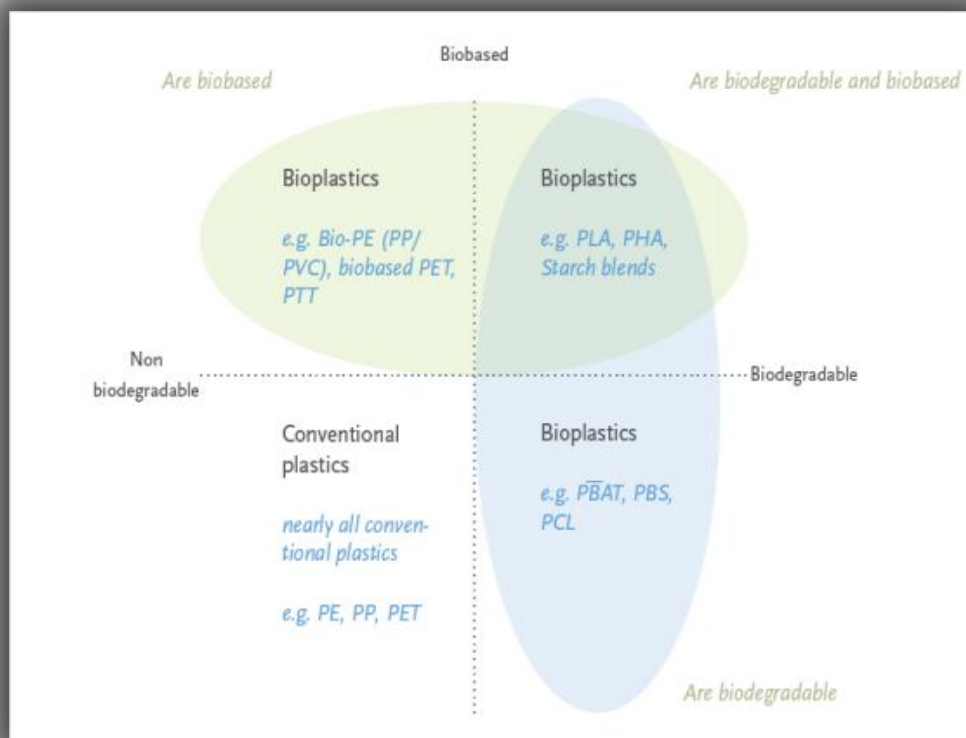 Biobased
Are biobased
Are biodegradable and biobased
Bioplastics
e.g. Bio-PE (PP/
PVC), biobased PET,
PTT
Bioplastics
e.g. PLA, PHA,
Starch blends
Non
biodegradable
Biodegradable
Conventional
plastics
nearly all conven-
tional plastics
e.g. PE, PP, PET
Bioplastics
e.g. PBAT, PBS,
PCL
Are biodegradable